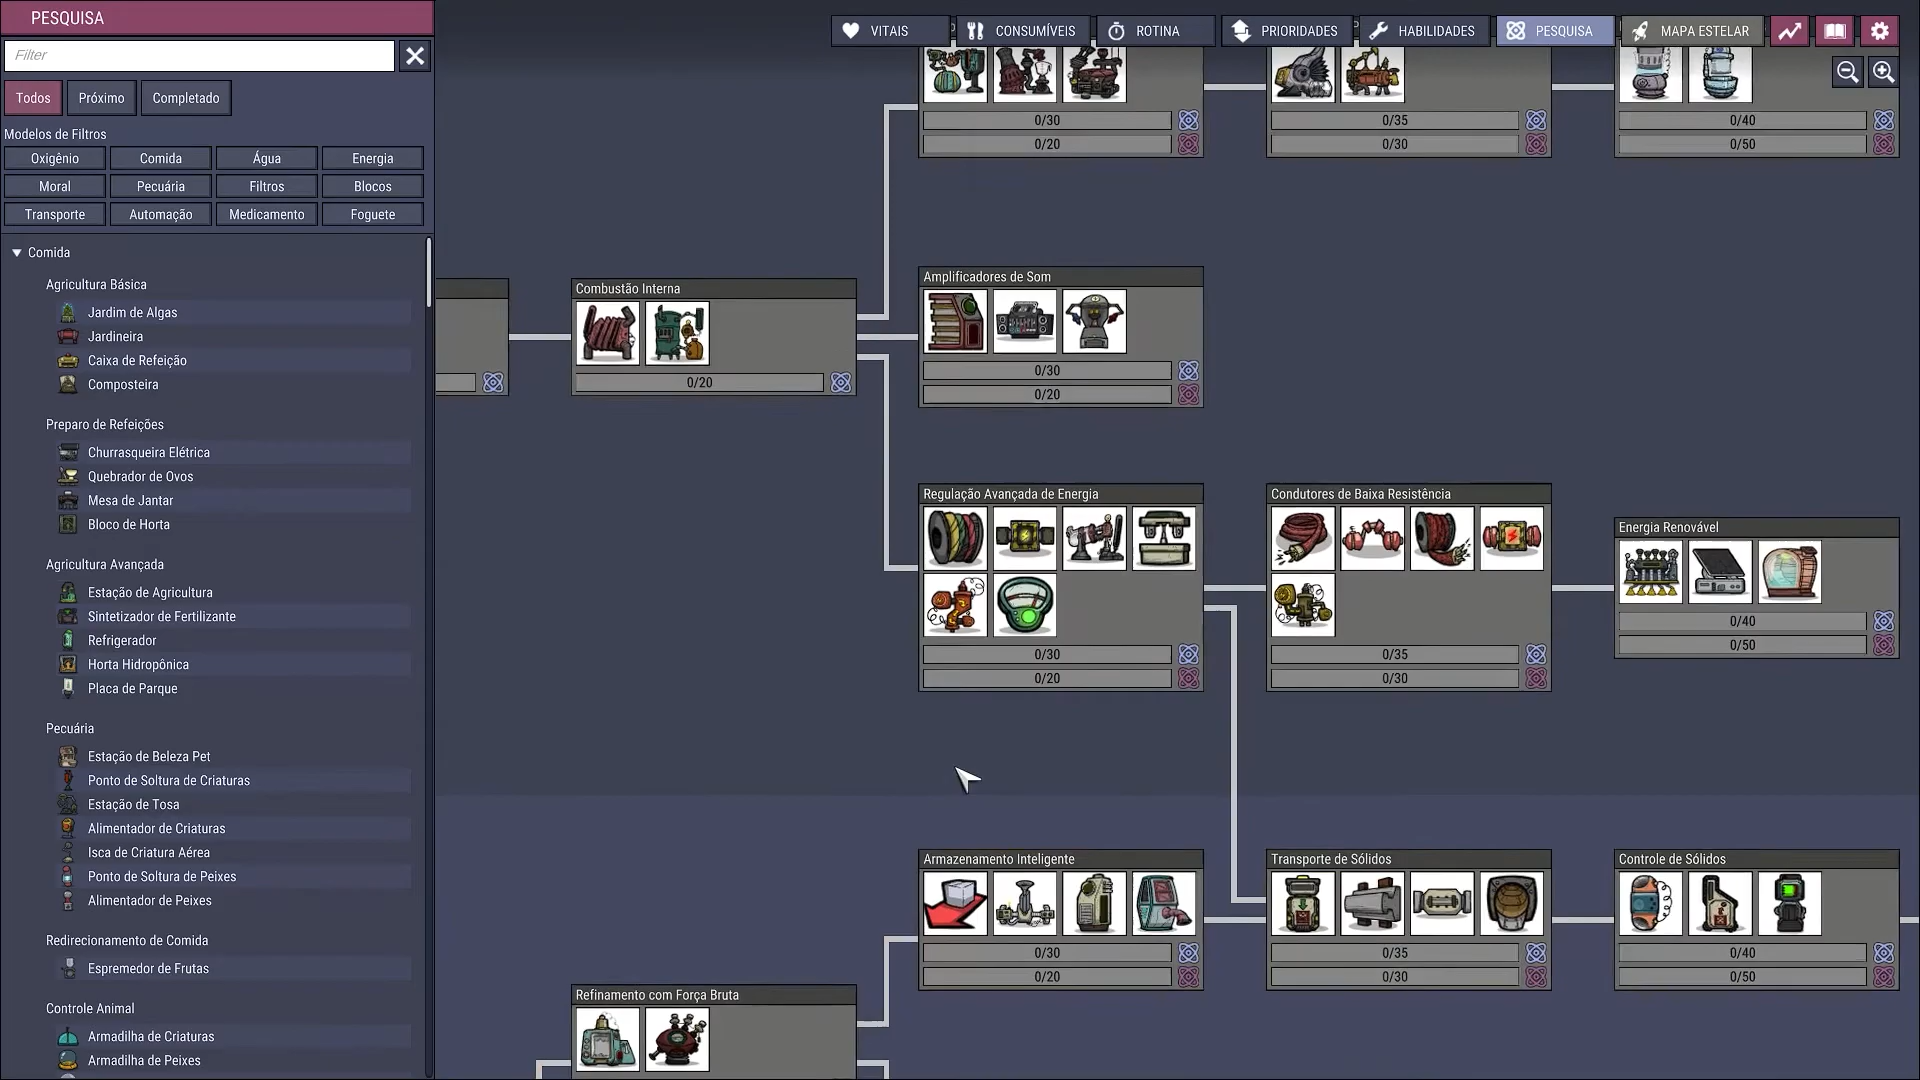 PESQUISA
Filter
Todos
Próximo
Completado
Modelos de Filtros
Oxigênio
Comida
Água
Energia
Moral
Pecuária
Filtros
Blocos
Transporte
Automação
Medicamento
Foguete
Comida
Agricultura Básica
Jardim de Algas
Jardineira
Caixa de Refeição
Composteira
Preparo de Refeições
Churrasqueira Elétrica
Quebrador de Ovos
Mesa de Jantar
Bloco de Horta
Agricultura Avançada
Estação de Agricultura
Sintetizador de Fertilizante
Refrigerador
Horta Hidropônica
Placa de Parque
Pecuária
Estação de Beleza Pet
Ponto de Soltura de Criaturas
Estação de Tosa
Alimentador de Criaturas
Isca de Criatura Aérea
Ponto de Soltura de Peixes
Alimentador de Peixes
Redirecionamento de Comida
Espremedor de Frutas
Controle Animal
Armadilha de Criaturas
Armadilha de Peixes
VITAIS
CONSUMÍVEIS
ROTINA
PRIORIDADES
HABILIDADES
PESQUISA
MAPA ESTELAR
0/30
0/20
0/35
0/30
0/40
0/50
Combustão Interna
0/20
Amplificadores de Som
0/30
0/20
Regulação Avançada de Energia
0/30
0/20
Condutores de Baixa Resistência
0/35
0/30
Energia Renovável
0/40
0/50
Armazenamento Inteligente
0/30
0/20
Transporte de Sólidos
0/35
0/30
Controle de Sólidos
0/40
0/50
Refinamento com Força Bruta